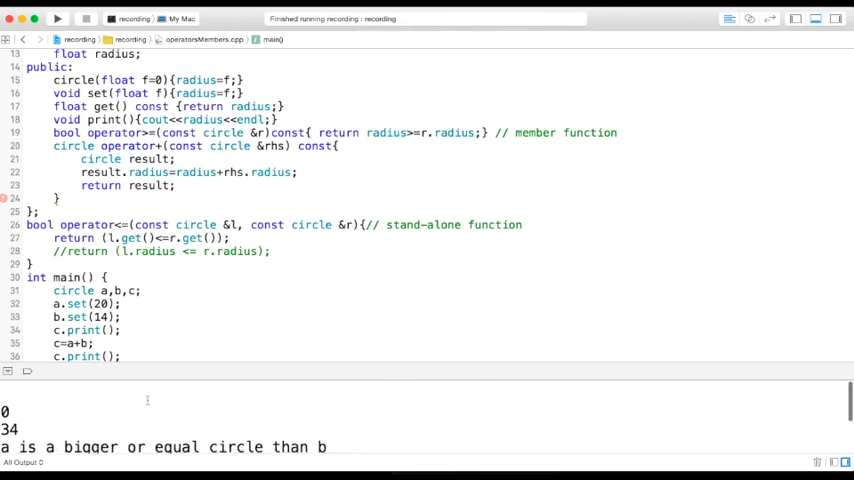 recording My Mac Finished running recording : recording
recording recording operatorsMembers.cpp main()
13 float radius;
14 public:
15 circle(float f=0){radius=f;}
16 void set(float f){radius=f;}
17 float get() const {return radius;}
18 void print(){cout<<radius<<endl;}
19 bool operator>=(const circle &r)const{ return radius>=r.radius;} // member function
20 circle operator+(const circle &rhs) const{
21 circle result;
22 result.radius=radius+rhs.radius;
23 return result;
24 }
25 };
26 bool operator<=(const circle &l, const circle &r){// stand-alone function
27 return (l.get()<=r.get());
28 //return (l.radius <= r.radius);
29 }
30 int main() {
31 circle a,b,c;
32 a.set(20);
33 b.set(14);
34 c.print();
35 c=a+b;
36 c.print();
0
34
a is a bigger or equal circle than b
All Output